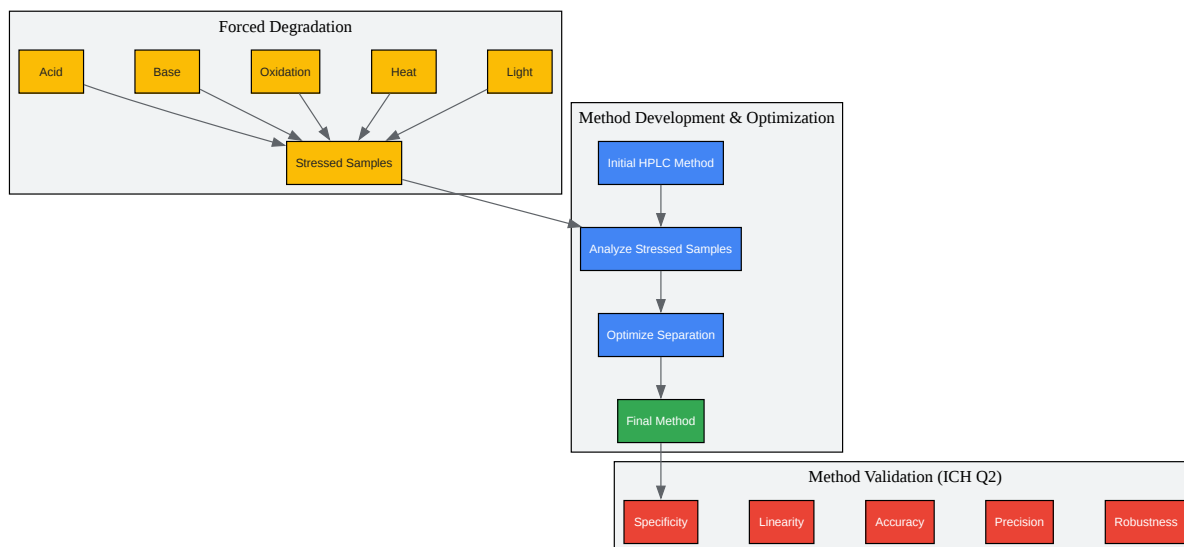 Forced Degradation
Acid
Base
Oxidation
Heat
Light
Stressed Samples
Method Development & Optimization
Initial HPLC Method
Analyze Stressed Samples
Optimize Separation
Final Method
Method Validation (ICH Q2)
Specificity
Linearity
Accuracy
Precision
Robustness